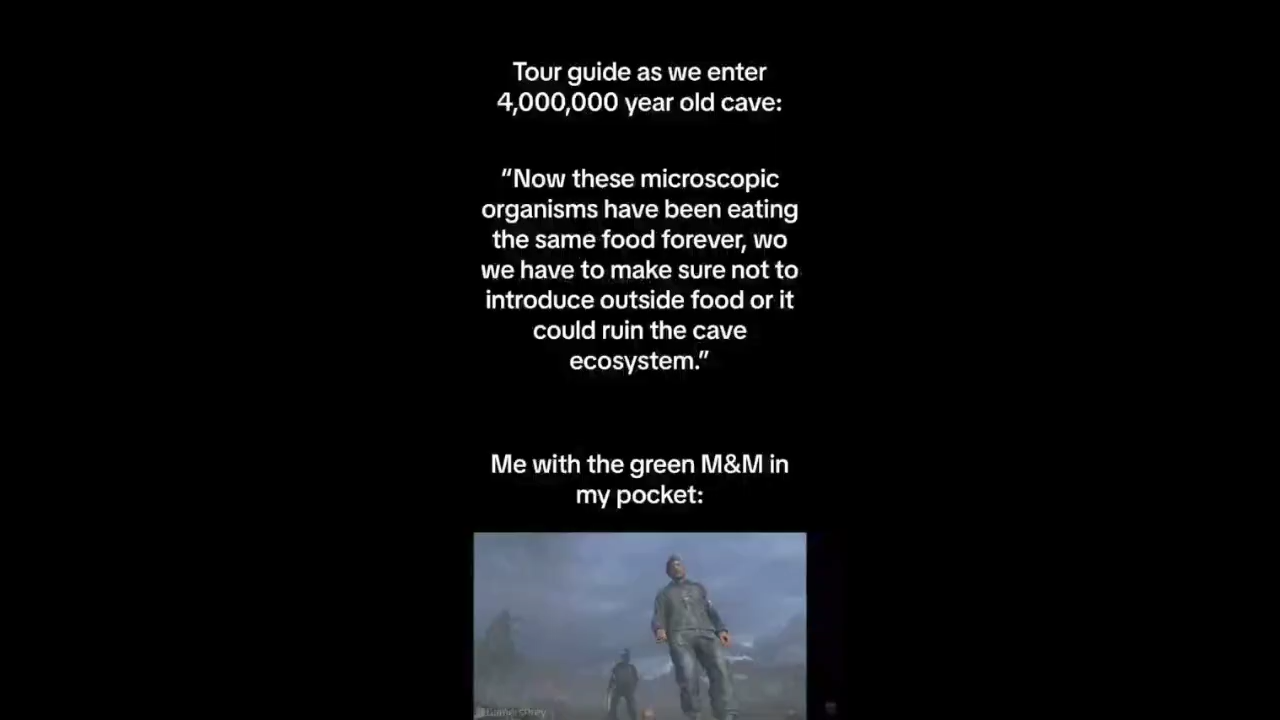 Tour guide as we enter
4,000,000 year old cave:
“Now these microscopic
organisms have been eating
the same food forever, wo
we have to make sure not to
introduce outside food or it
could ruin the cave
ecosystem.”
Me with the green M&M in
my pocket: